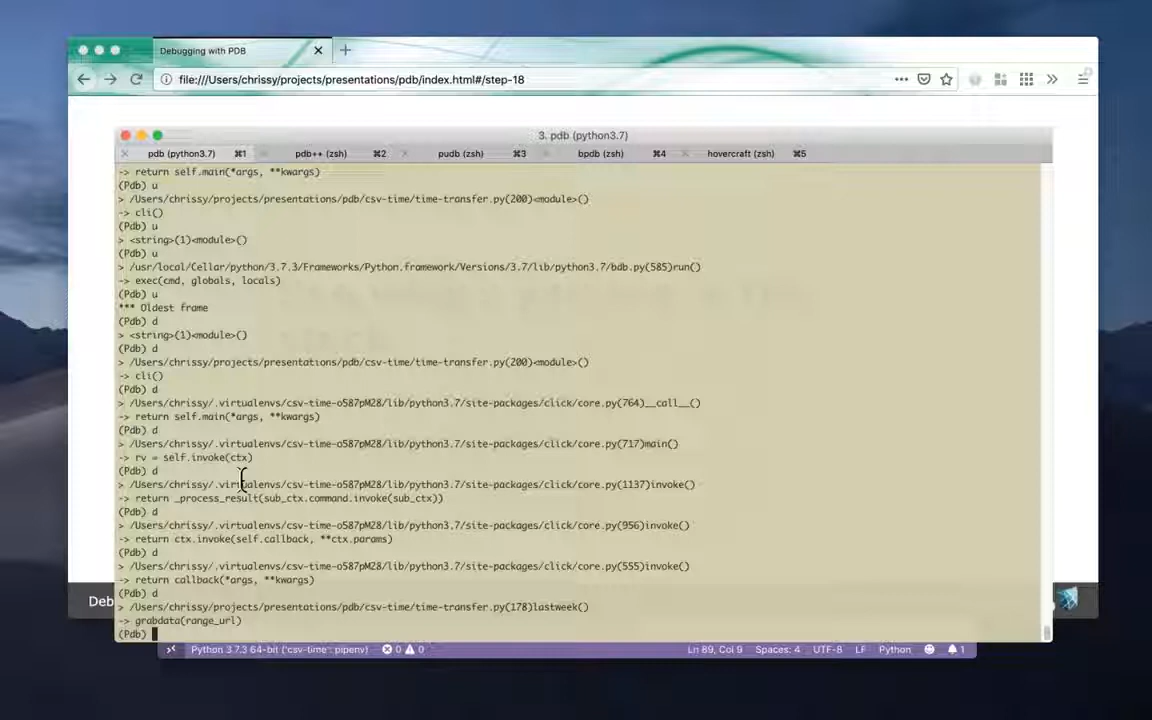 Debugging with PDB
file:///Users/chrissy/projects/presentations/pdb/index.html#/step-18
3. pdb (python3.7)
pdb (python3.7) ⌘1 pdb++ (zsh) ⌘2 pudb (zsh) ⌘3 bpdb (zsh) ⌘4 hovercraft (zsh) ⌘5
-> return self.main(*args, **kwargs)
(Pdb) u
> /Users/chrissy/projects/presentations/pdb/csv-time/time-transfer.py(200)<module>()
-> cli()
(Pdb) u
> <string>(1)<module>()
(Pdb) u
> /usr/local/Cellar/python/3.7.3/Frameworks/Python.framework/Versions/3.7/lib/python3.7/bdb.py(585)run()
-> exec(cmd, globals, locals)
(Pdb) u
*** Oldest frame
(Pdb) d
> <string>(1)<module>()
(Pdb) d
> /Users/chrissy/projects/presentations/pdb/csv-time/time-transfer.py(200)<module>()
-> cli()
(Pdb) d
> /Users/chrissy/.virtualenvs/csv-time-o587pM28/lib/python3.7/site-packages/click/core.py(764)__call__()
-> return self.main(*args, **kwargs)
(Pdb) d
> /Users/chrissy/.virtualenvs/csv-time-o587pM28/lib/python3.7/site-packages/click/core.py(717)main()
-> rv = self.invoke(ctx)
(Pdb) d
> /Users/chrissy/.virtualenvs/csv-time-o587pM28/lib/python3.7/site-packages/click/core.py(1137)invoke()
-> return _process_result(sub_ctx.command.invoke(sub_ctx))
(Pdb) d
> /Users/chrissy/.virtualenvs/csv-time-o587pM28/lib/python3.7/site-packages/click/core.py(956)invoke()
-> return ctx.invoke(self.callback, **ctx.params)
(Pdb) d
> /Users/chrissy/.virtualenvs/csv-time-o587pM28/lib/python3.7/site-packages/click/core.py(555)invoke()
-> return callback(*args, **kwargs)
(Pdb) d
> /Users/chrissy/projects/presentations/pdb/csv-time/time-transfer.py(178)lastweek()
-> grabdata(range_url)
(Pdb)
Deb
Python 3.7.3 64-bit ('csv-time': pipenv) 0 0 Ln 89, Col 9 Spaces: 4 UTF-8 LF Python 1